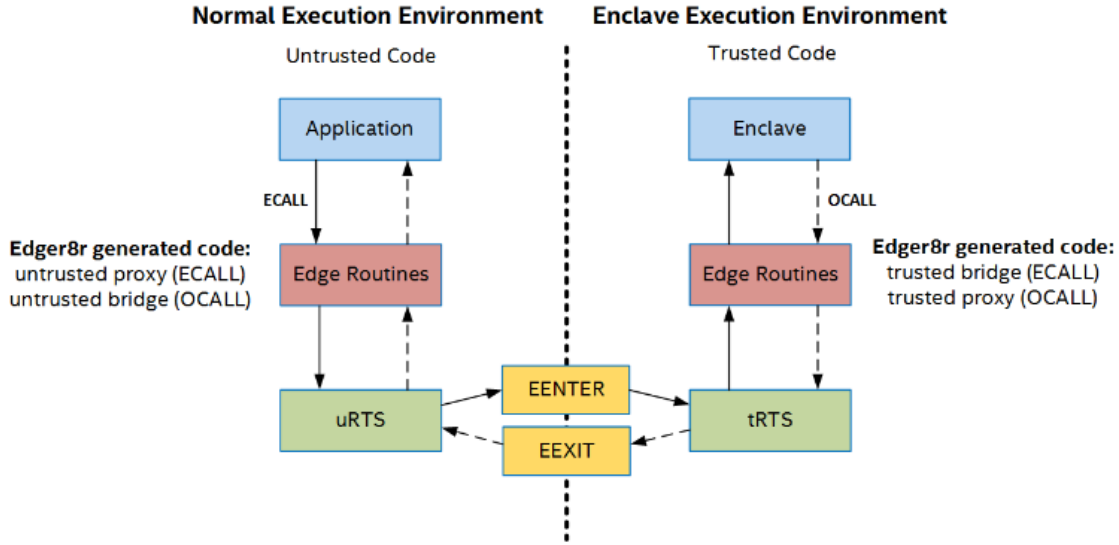 Normal Execution Environment
Enclave Execution Environment
Untrusted Code
Trusted Code
Application
Enclave
ECALL
OCALL
Edger8r generated code:
untrusted proxy (ECALL)
untrusted bridge (OCALL)
Edge Routines
Edge Routines
Edger8r generated code:
trusted bridge (ECALL)
trusted proxy (OCALL)
EENTER
uRTS
tRTS
EEXIT